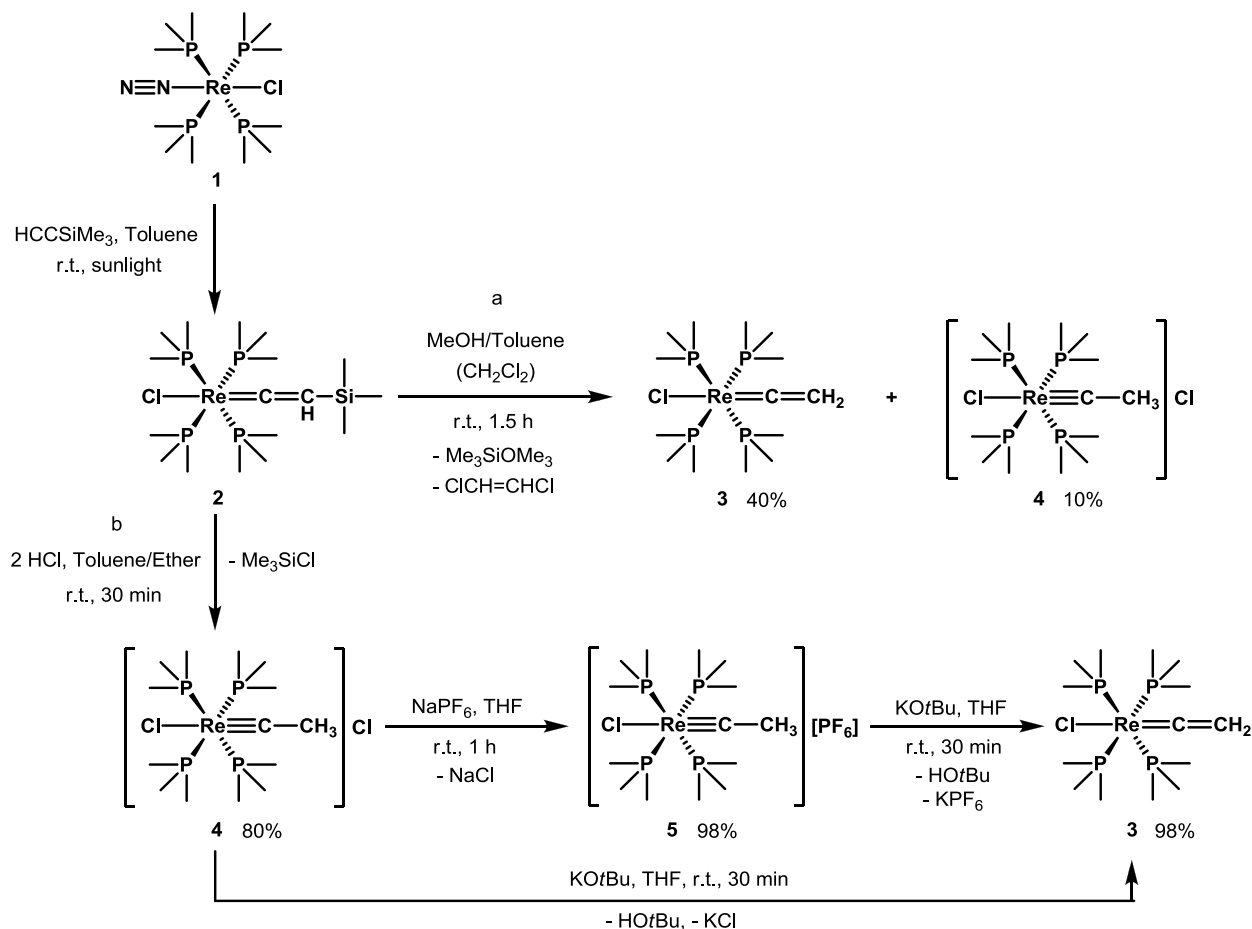 P P
N≡N Re Cl
P P
1
HCCSiMe3, Toluene
r.t., sunlight
P P
Cl Re C C Si
H
P P
2
a
MeOH/Toluene
(CH2Cl2)
r.t., 1.5 h
- Me3SiOMe3
- ClCH=CHCl
P P
Cl Re C CH2
P P
3 40%
+
P P
Cl Re C CH3 Cl
P P
4 10%
b
2 HCl, Toluene/Ether - Me3SiCl
r.t., 30 min
P P
Cl Re C CH3 Cl
P P
4 80%
NaPF6, THF
r.t., 1 h
- NaCl
P P
Cl Re C CH3 [PF6]
P P
5 98%
KOtBu, THF
r.t., 30 min
- HOtBu
- KPF6
P P
Cl Re C CH2
P P
3 98%
KOtBu, THF, r.t., 30 min
- HOtBu, - KCl